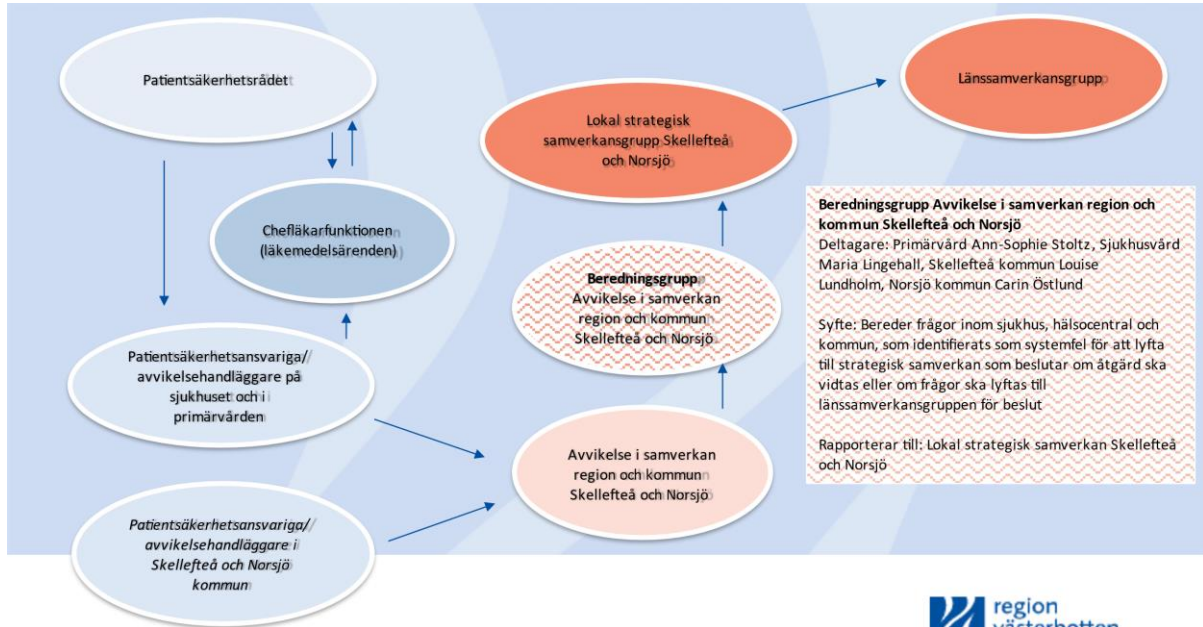 Patientsäkerhetsrådet
Chefläkarfunktionen
(läkemedelsärenden)
Patientsäkerhetsansvariga/
avvikelsehandläggare på
sjukhuset och i
primärvården
Patientsäkerhetsansvariga/
avvikelsehandläggare i
Skellefteå och Norsjö
kommun
Länssamverkansgrupp
Lokal strategisk
samverkansgrupp Skellefteå
och Norsjö
Beredningsgrupp
Avvikelse i samverkan
region och kommun
Skellefteå och Norsjö
Avvikelse i samverkan
region och kommun
Skellefteå och Norsjö
Beredningsgrupp Avvikelse i samverkan region och
kommun Skellefteå och Norsjö
Deltagare: Primärvård Ann-Sophie Stoltz, Sjukhusvård
Maria Lingehall, Skellefteå kommun Louise
Lundholm, Norsjö kommun Carin Östlund
Syfte: Bereder frågor inom sjukhus, hälsocentral och
kommun, som identifierats som systemfel för att lyfta
till strategisk samverkan som beslutar om åtgärd ska
vidtas eller om frågor ska lyftas till
länssamverkansgruppen för beslut
Rapporterar till: Lokal strategisk samverkan Skellefteå
och Norsjö
region
västerbotten